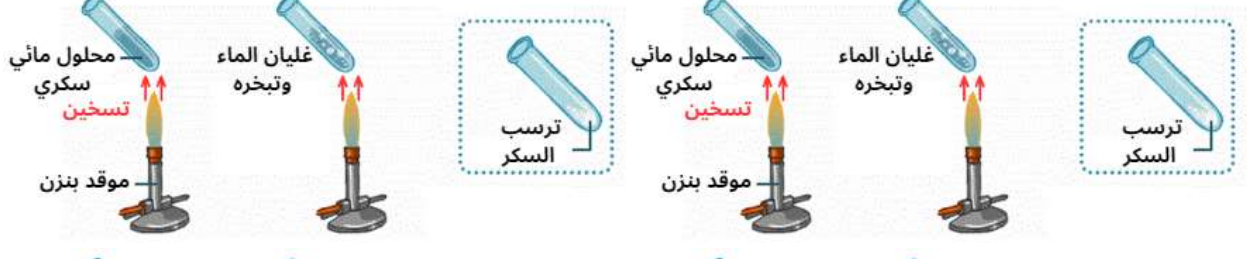 محلول مائي
سكري
تسخين
موقد بنزن
غليان الماء
وتبخره
ترسب
السكر
محلول مائي
سكري
تسخين
موقد بنزن
غليان الماء
وتبخره
ترسب
السكر